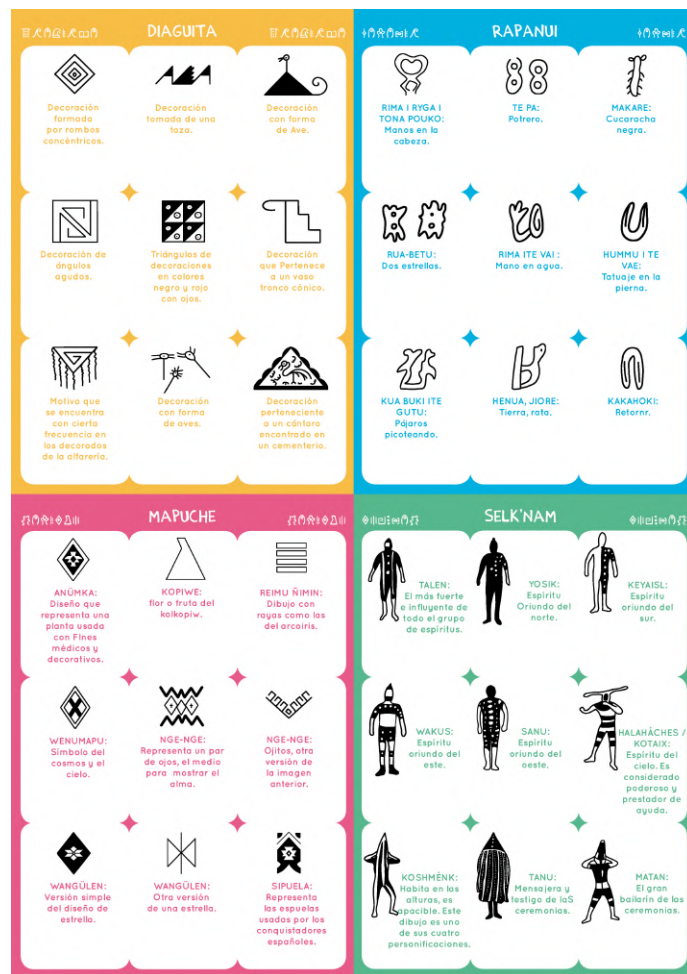 DIAGUITA
Decoración
formada
por rombos
concéntricos.
Decoración
tomada de una
taza.
Decoración
con forma
de Ave.
Decoración de
ángulos
agudos.
Triángulos de
decoraciones
en colores
negro y rojo
con ojos.
Decoración
que Pertenece
a un vaso
tronco cónico.
Motivo que
se encuentra
con cierta
frecuencia en
los decorados
de la alfarería.
Decoración
con forma
de aves.
Decoración
perteneciente
a un cántaro
encontrado en
un cementerio.
RAPANUI
RIMA I RYGA I
TONA POUKO:
Manos en la
cabeza.
TE PA:
Potrero.
MAKARE:
Cucaracha
negra.
RUA-BETU:
Dos estrellas.
RIMA ITE VAI :
Mano en agua.
HUMMU I TE
VAE:
Tatuaje en la
pierna.
KUA BUKI ITE
GUTU:
Pájaros
picoteando.
HENUA, JIORE:
Tierra, rata.
KAKAHOKI:
Retornr.
MAPUCHE
ANÜMKA:
Diseño que
representa una
planta usada
con FInes
médicos y
decorativos.
KOPIWE:
flor o fruta del
kolkopiw.
REIMU ÑIMIN:
Dibujo con
rayas como las
del arcoiris.
WENUMAPU:
Símbolo del
cosmos y el
cielo.
NGE-NGE:
Representa un par
de ojos, el medio
para mostrar el
alma.
NGE-NGE:
Ojitos, otra
versión de
la imagen
anterior.
WANGÜLEN:
Versión simple
del diseño de
estrella.
WANGÜLEN:
Otra versión
de una estrella.
SIPUELA:
Representa
las espuelas
usadas por los
conquistadores
españoles.
SELK'NAM
TALEN:
El más fuerte
e influyente de
todo el grupo
de espíritus.
YOSIK:
Espíritu
Oriundo del
norte.
KEYAISL:
Espíritu
oriundo del
sur.
WAKUS:
Espíritu
oriundo del
este.
SANU:
Espíritu
oriundo del
oeste.
HALAHÀCHES /
KOTAIX:
Espíritu del
cielo. Es
considerado
poderoso y
prestador de
ayuda.
KOSHMÉNK:
Habita en las
alturas, es
apacible. Este
dibujo es uno
de sus cuatro
personificaciones.
TANU:
Mensajera y
testigo de laS
ceremonias.
MATAN:
El gran
bailarín de las
ceremonias.